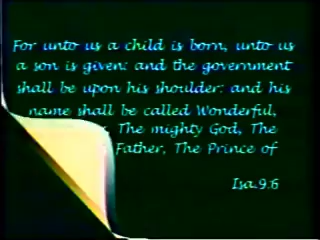 For unto us a child is born, unto us
a son is given: and the government
shall be upon his shoulder: and his
name shall be called Wonderful,
The mighty God, The
Father, The Prince of
Isa.9:6